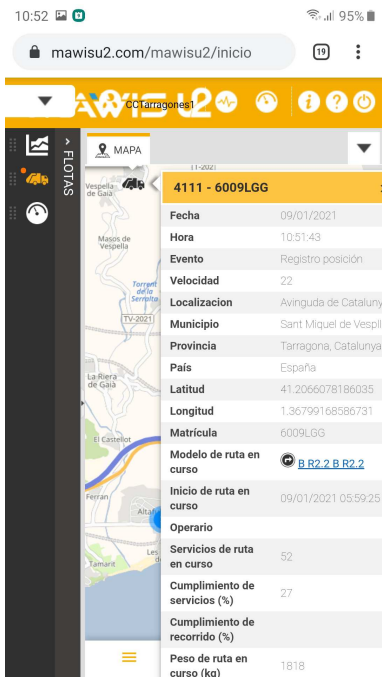 10:52
95%
mawisu2.com/mawisu2/inicio
19
CCTarragones1
MAPA
FLOTAS
TT-2021
Vespella
de Gaià
4111 - 6009LGG
Fecha 09/01/2021
Hora 10:51:43
Evento Registro posición
Velocidad 22
Localizacion Avinguda de Cataluny
Municipio Sant Miquel de Vespll
Provincia Tarragona, Catalunya
País España
Latitud 41.2066078186035
Longitud 1.36799168586731
Matrícula 6009LGG
Modelo de ruta en
curso B R2.2 B R2.2
Inicio de ruta en
curso 09/01/2021 05:59:25
Operario
Servicios de ruta
en curso 52
Cumplimiento de
servicios (%) 27
Cumplimiento de
recorrido (%)
Peso de ruta en
curso (kg) 1818
Masos de
Vespella
Torrent
de la
Serralta
TV-2021
La Riera
de Gaià
El Castellot
Ferran
Alta
Les
Tamarit